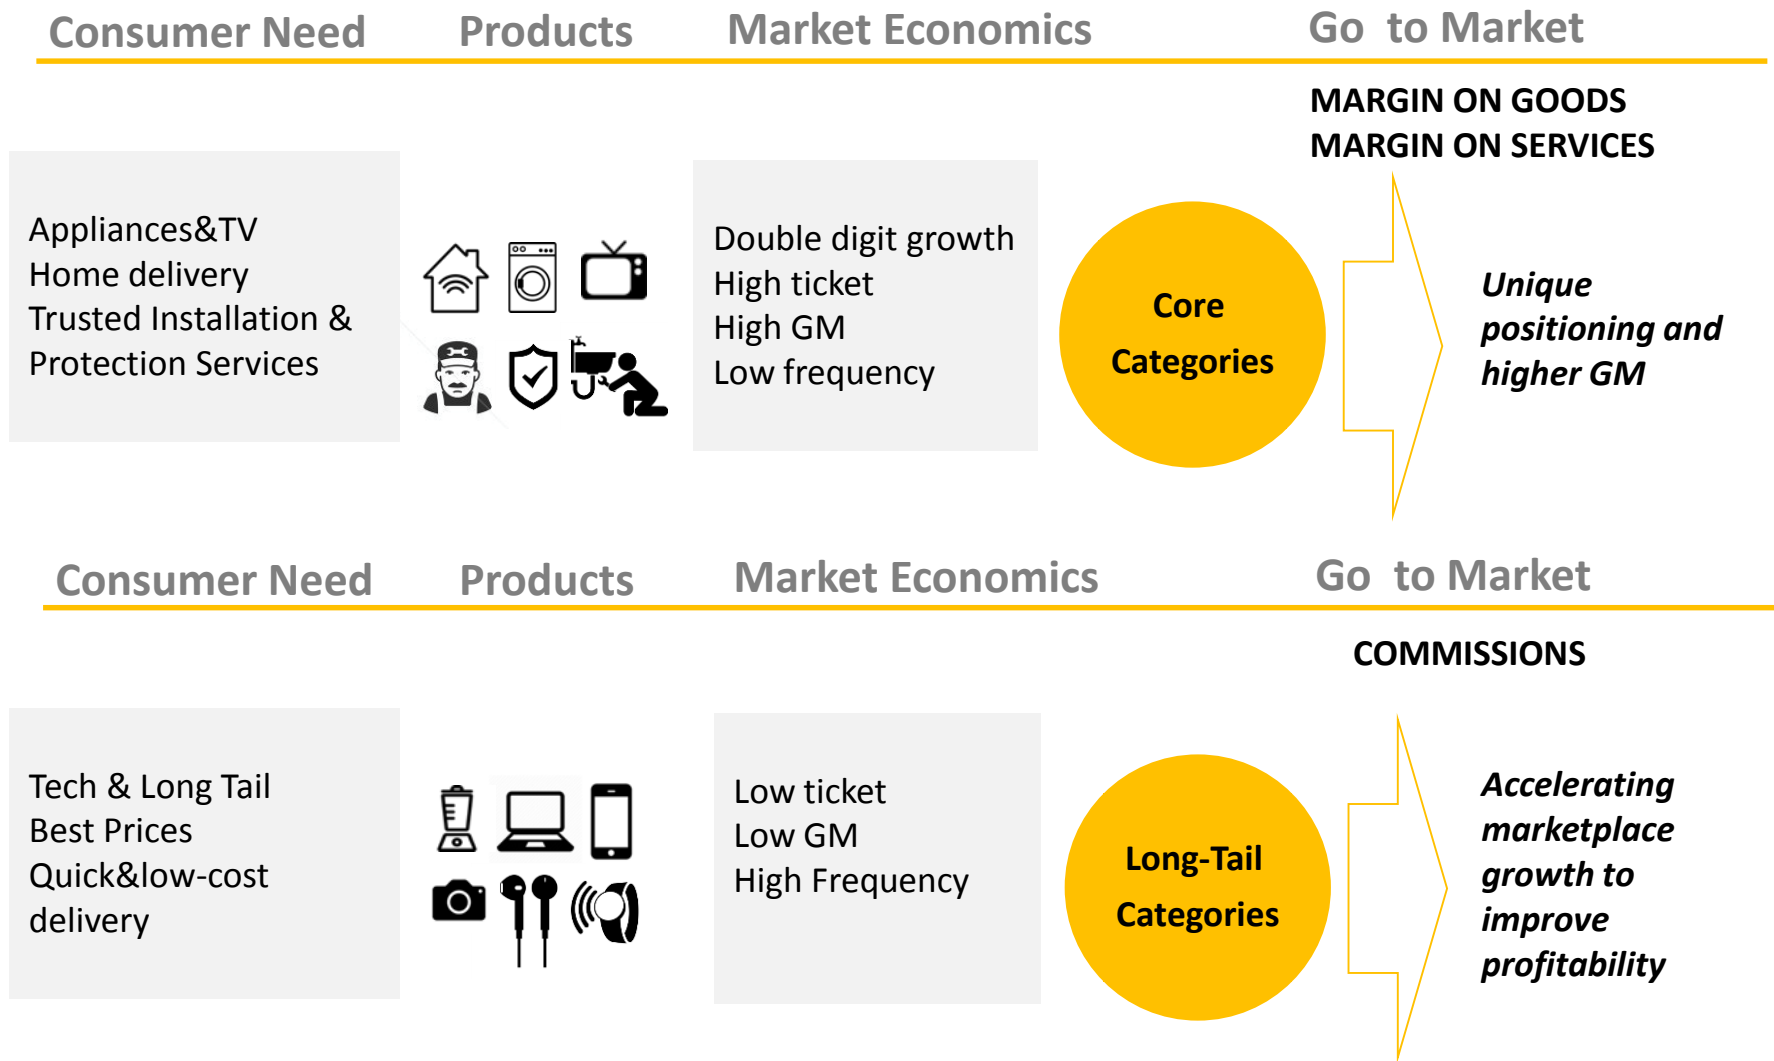 Consumer Need
Products
Market Economics
Go to Market
MARGIN ON GOODS
MARGIN ON SERVICES
Appliances&TV
Home delivery
Trusted Installation &
Protection Services
Double digit growth
High ticket
High GM
Low frequency
Core
Categories
Unique
positioning and
higher GM
Consumer Need
Products
Market Economics
Go to Market
COMMISSIONS
Tech & Long Tail
Best Prices
Quick&low-cost
delivery
Low ticket
Low GM
High Frequency
Long-Tail
Categories
Accelerating
marketplace
growth to
improve
profitability